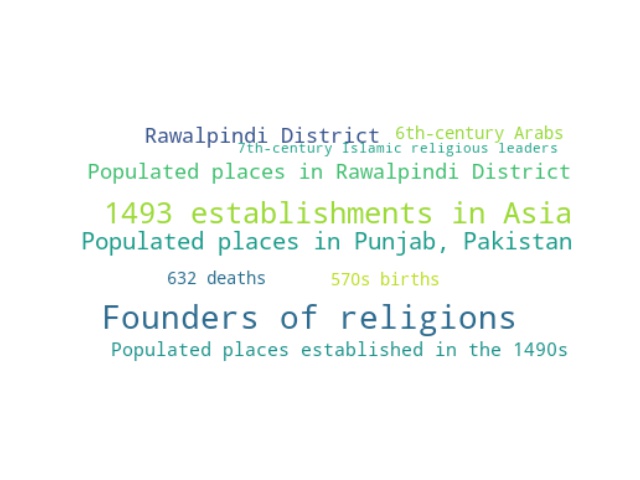 Rawalpindi District
6th-century Arabs
7th-century Islamic religious leaders
Populated places in Rawalpindi District
1493 establishments in Asia
Populated places in Punjab, Pakistan
632 deaths
570s births
Founders of religions
Populated places established in the 1490s